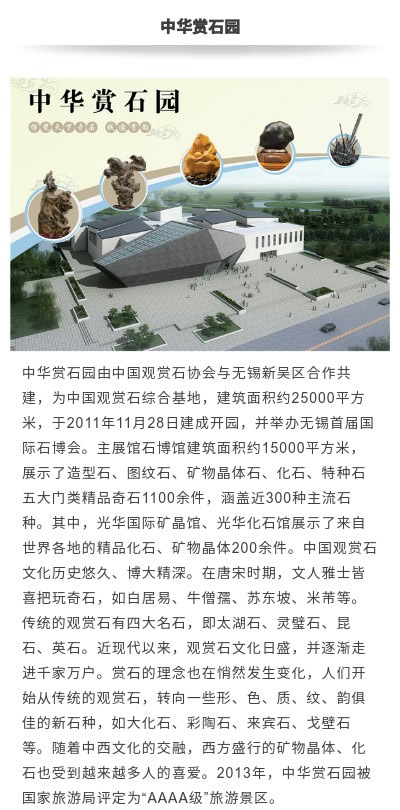 中华赏石园
中华赏石园
中华赏石园由中国观赏石协会与无锡新吴区合作共
建，为中国观赏石综合基地，建筑面积约25000平方
米，于2011年11月28日建成开园，并举办无锡首届国
际石博会。主展馆石博馆建筑面积约15000平方米，
展示了造型石、图纹石、矿物晶体石、化石、特种石
五大门类精品奇石1100余件，涵盖近300种主流石
种。其中，光华国际矿晶馆、光华化石馆展示了来自
世界各地的精品化石、矿物晶体200余件。中国观赏石
文化历史悠久、博大精深。在唐宋时期，文人雅士皆
喜把玩奇石，如白居易、牛僧孺、苏东坡、米芾等。
传统的观赏石有四大名石，即太湖石、灵璧石、昆
石、英石。近现代以来，观赏石文化日盛，并逐渐走
进千家万户。赏石的理念也在悄然发生变化，人们开
始从传统的观赏石，转向一些形、色、质、纹、韵俱
佳的新石种，如大化石、彩陶石、来宾石、戈壁石
等。随着中西文化的交融，西方盛行的矿物晶体、化
石也受到越来越多人的喜爱。2013年，中华赏石园被
国家旅游局评定为“AAAA级”旅游景区。